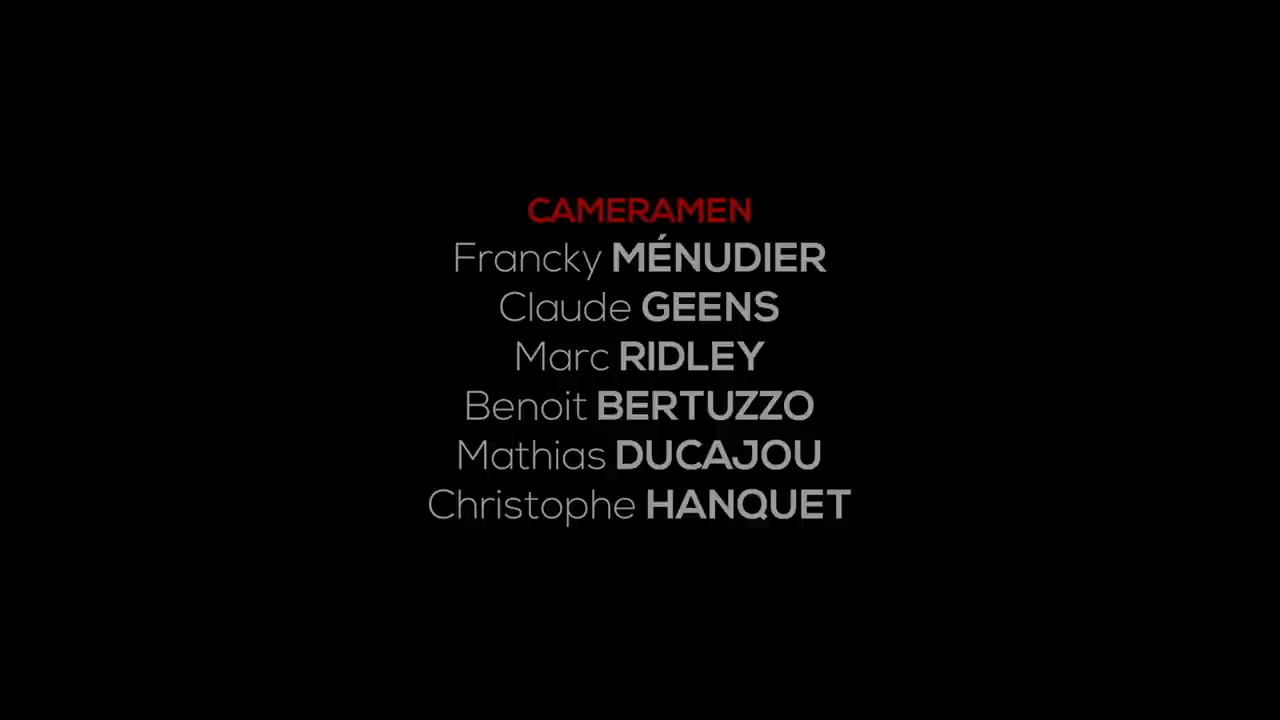 CAMERAMEN
Francky MÉNUDIER
Claude GEENS
Marc RIDLEY
Benoit BERTUZZO
Mathias DUCAJOU
Christophe HANQUET